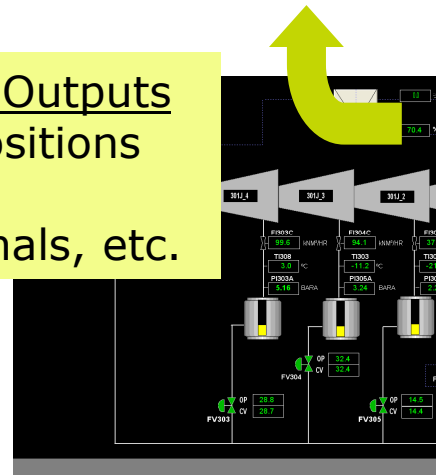 Outputs
ositions
nals, etc.
70.4
301J_4
301J_3
301J_2
FI303C
99.6 KNM³/HR
FI304C
94.1 KNM³/HR
37
TI308
3.0 °C
TI303
-11.2 °C
PI303A
5.16 BARA
PI305A
3.24 BARA
OP 32.4
CV 32.4
FV304
OP 28.8
CV 28.7
FV303
OP 14.5
CV 14.4
FV305